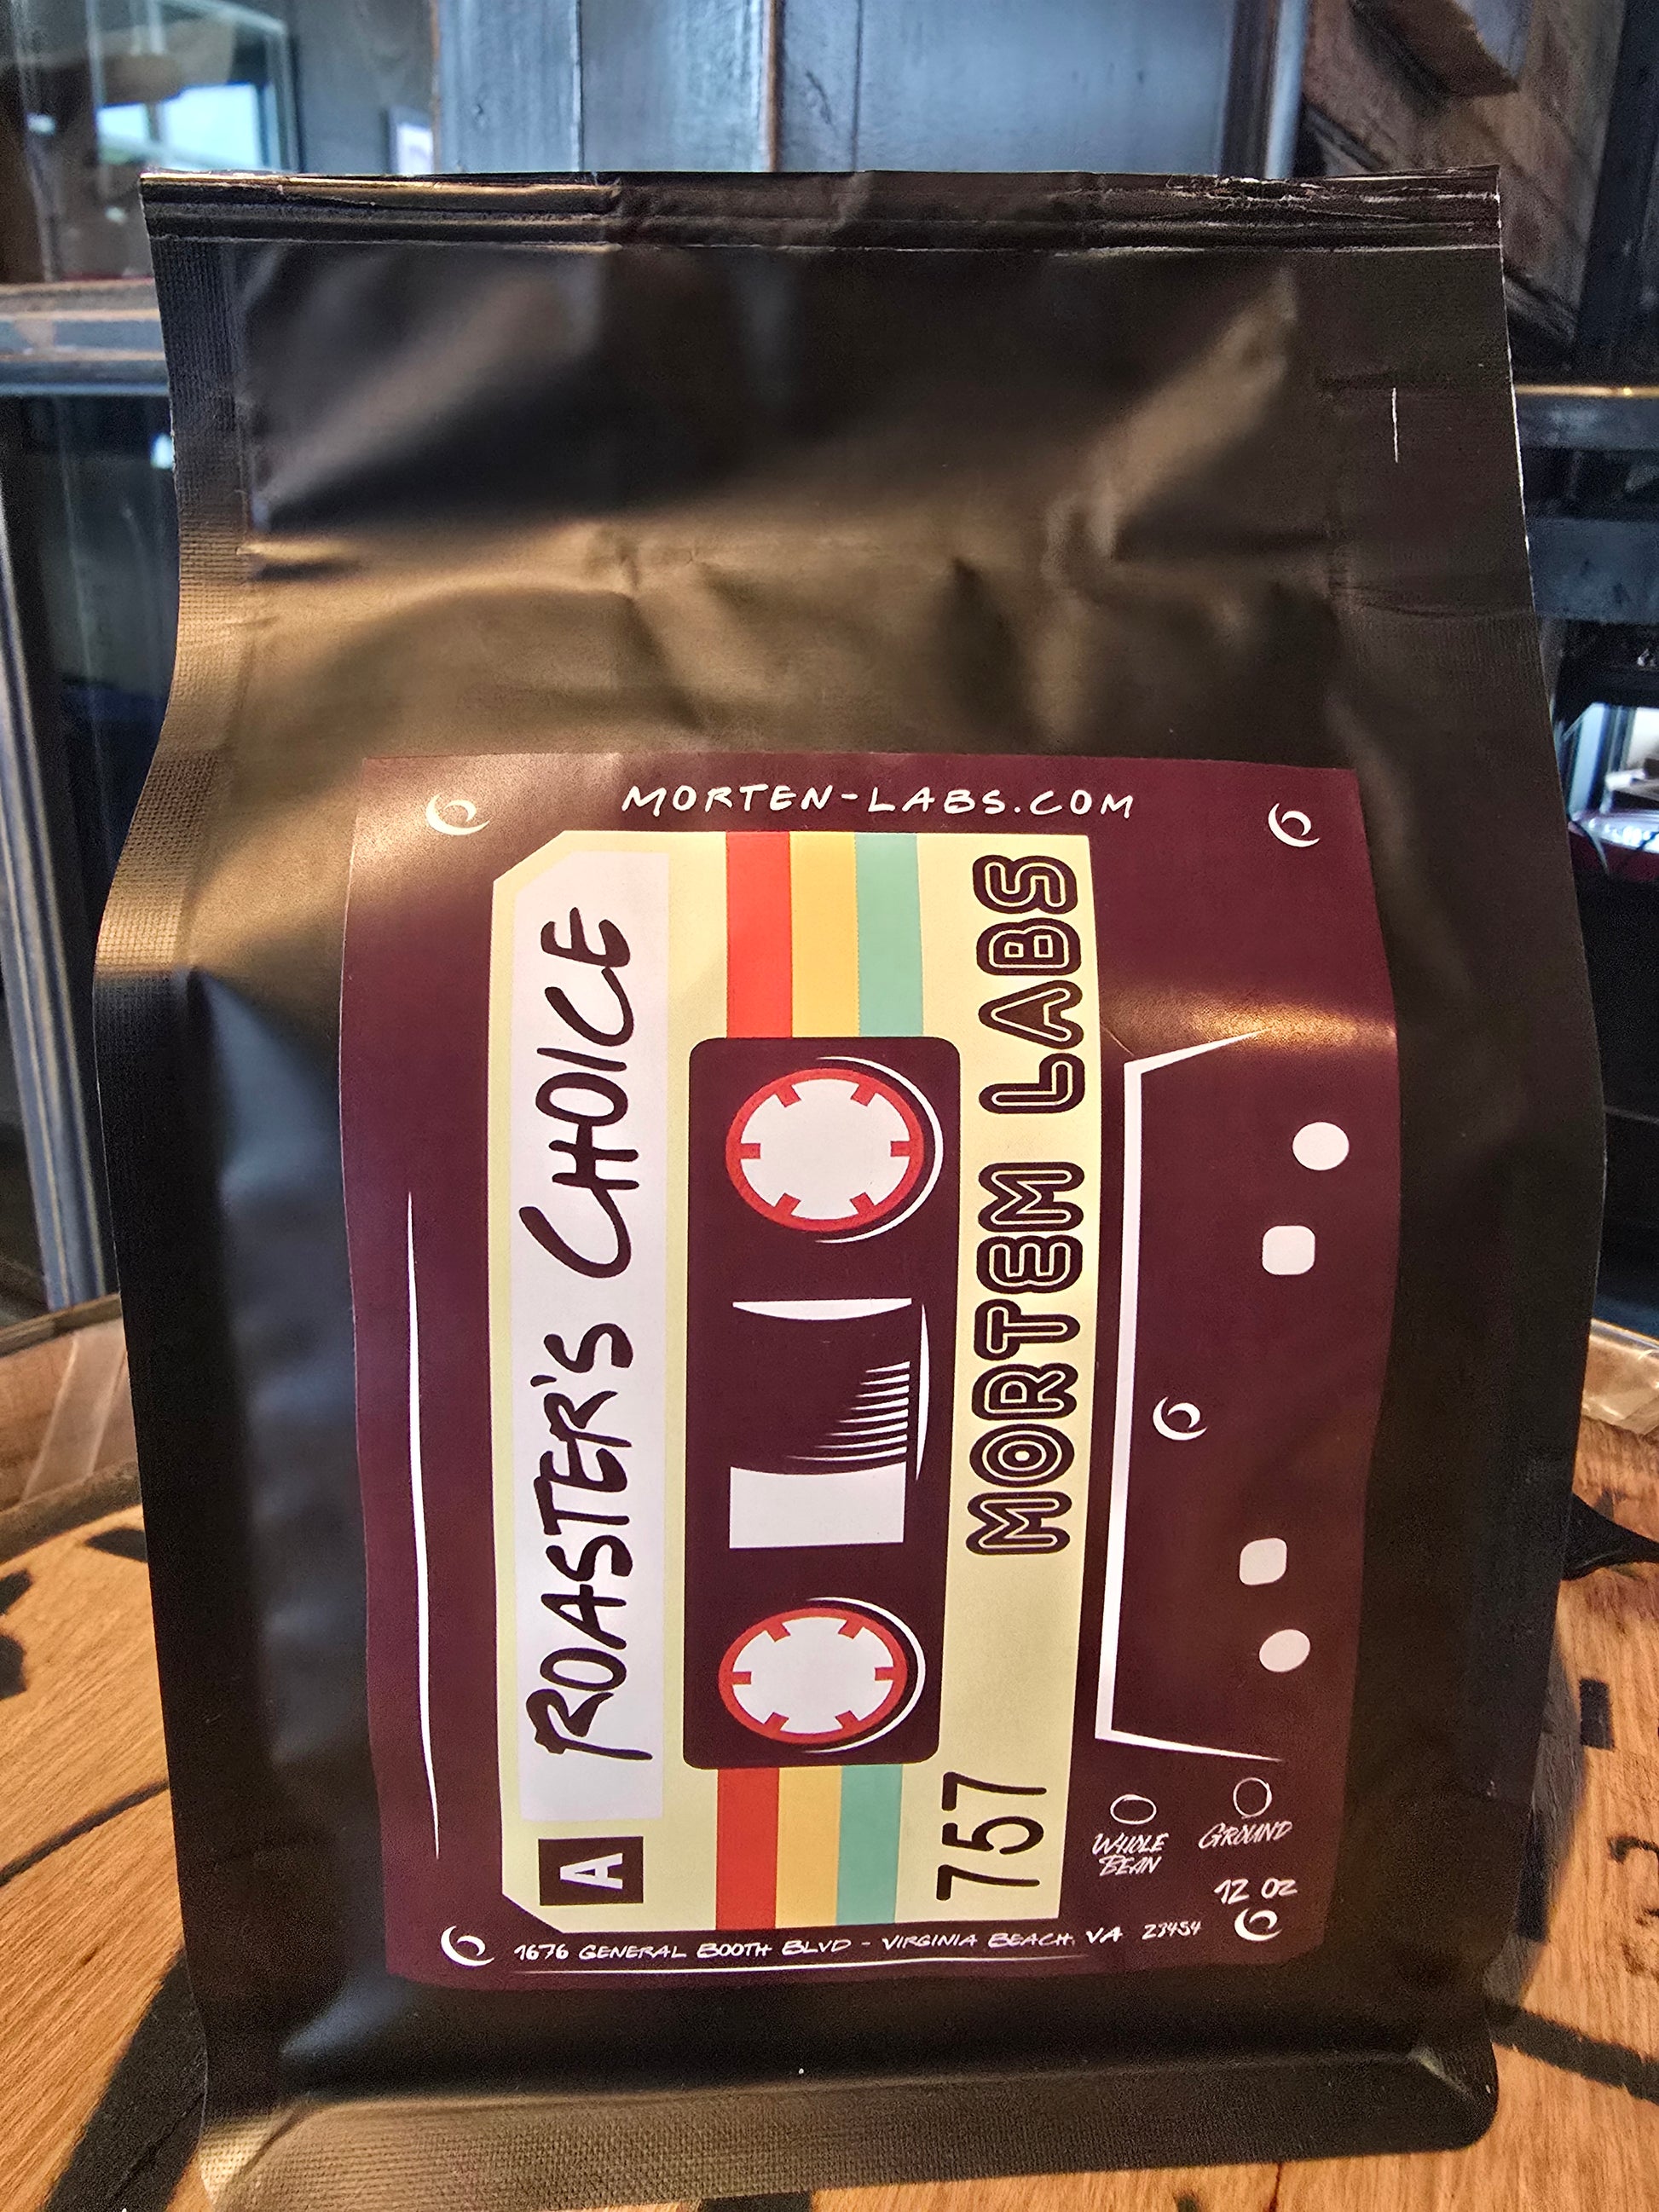 MORTEN-LABS.COM
A ROASTER'S CHOICE
757 MORTEM LABS
WHOLE
BEAN
GROUND
12 OZ
1676 GENERAL BOOTH BLVD - VIRGINIA BEACH, VA 23454